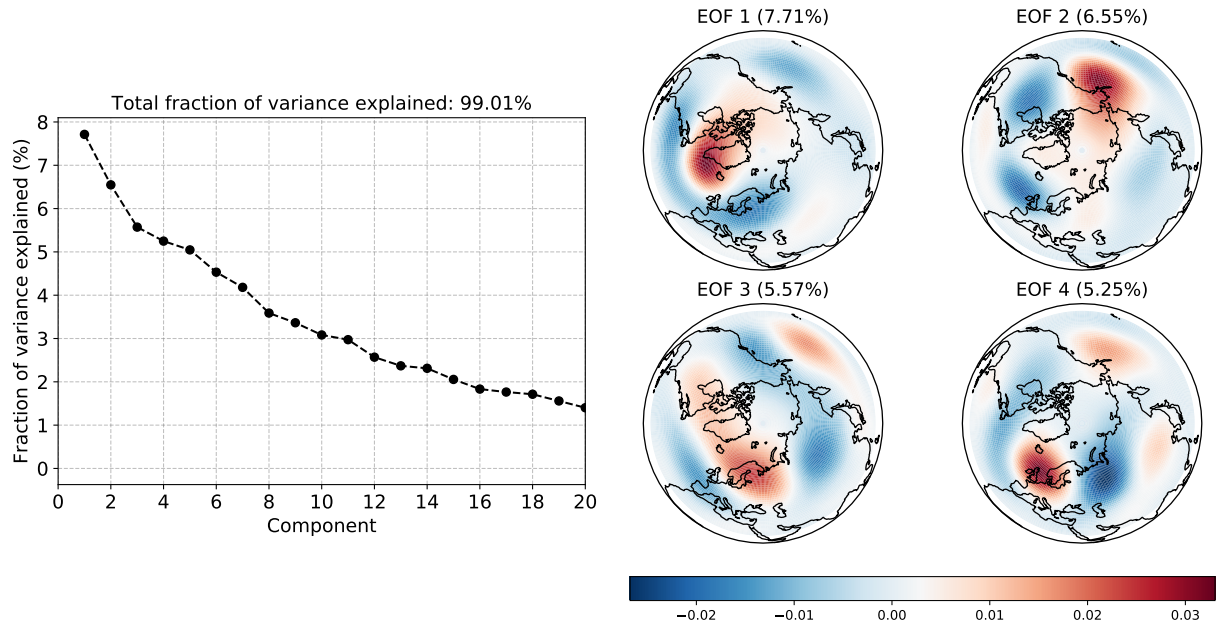 Total fraction of variance explained: 99.01%
Fraction of variance explained (%)
8
7
6
5
4
3
2
1
0
0 2 4 6 8 10 12 14 16 18 20
Component
EOF 1 (7.71%)
EOF 2 (6.55%)
EOF 3 (5.57%)
EOF 4 (5.25%)
−0.02 −0.01 0.00 0.01 0.02 0.03